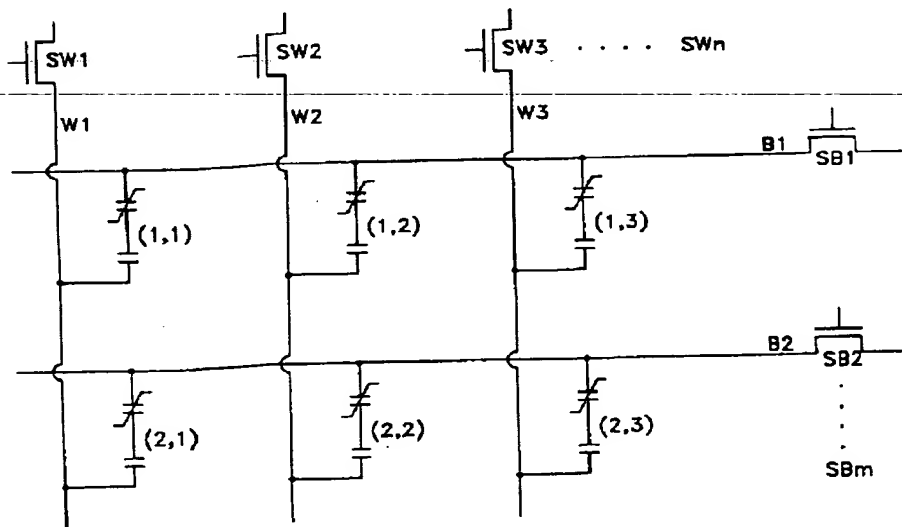 SW1 SW2 SW3 . . . . SWn
W1 W2 W3
B1
SB1
(1,1) (1,2) (1,3)
B2
SB2
(2,1) (2,2) (2,3)
SBm